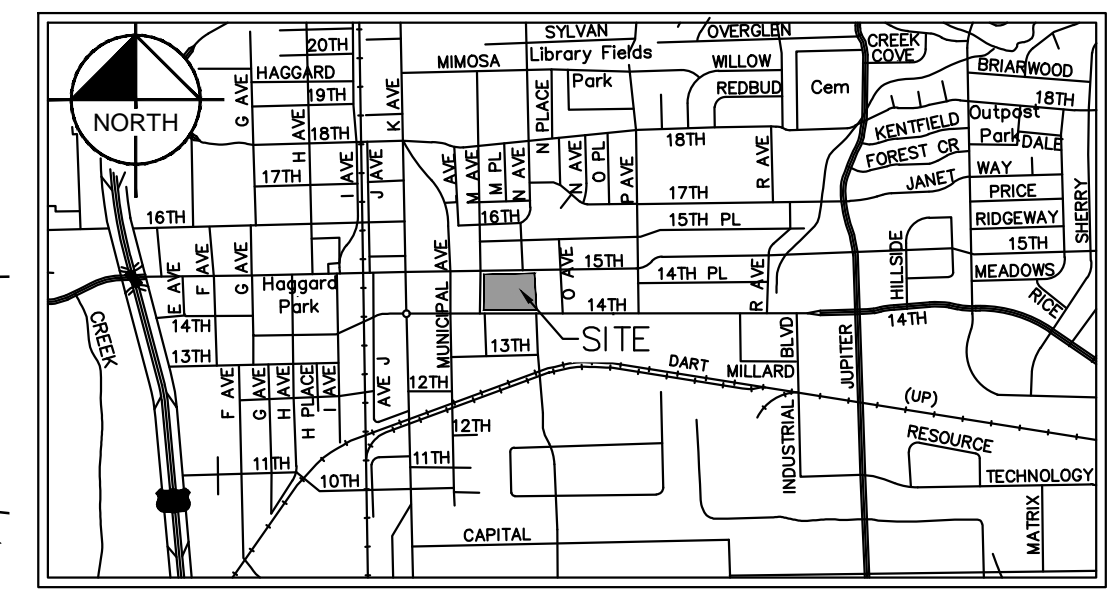 SYLVAN
OVERGLEN
20TH
Library Fields
CREEK
COVE
MIMOSA
WILLOW
BRIARWOOD
HAGGARD
Park
REDBUD
Cem
19TH
18TH
G AVE
K AVE
N PLACE
NORTH
H AVE
18TH
18TH
KENTFIELD
Outpost
Park
DALE
FOREST CR
I AVE
J AVE
AVE
M AVE
M PL
N AVE
N AVE
O PL
P AVE
R AVE
17TH
17TH
JANET
WAY
PRICE
SHERRY
16TH
16TH
15TH PL
RIDGEWAY
15TH
E AVE
F AVE
G AVE
MUNICIPAL AVE
O AVE
15TH
14TH PL
R AVE
HILLSIDE
MEADOWS
Haggard
Park
RICE
14TH
14TH
14TH
CREEK
13TH
13TH
SITE
BLVD
JUPITER
DART
MILLARD
F AVE
G AVE
H AVE
H PLACE
I AVE
AVE J
12TH
(UP)
12TH
INDUSTRIAL
RESOURCE
11TH
11TH
10TH
TECHNOLOGY
CAPITAL
MATRIX